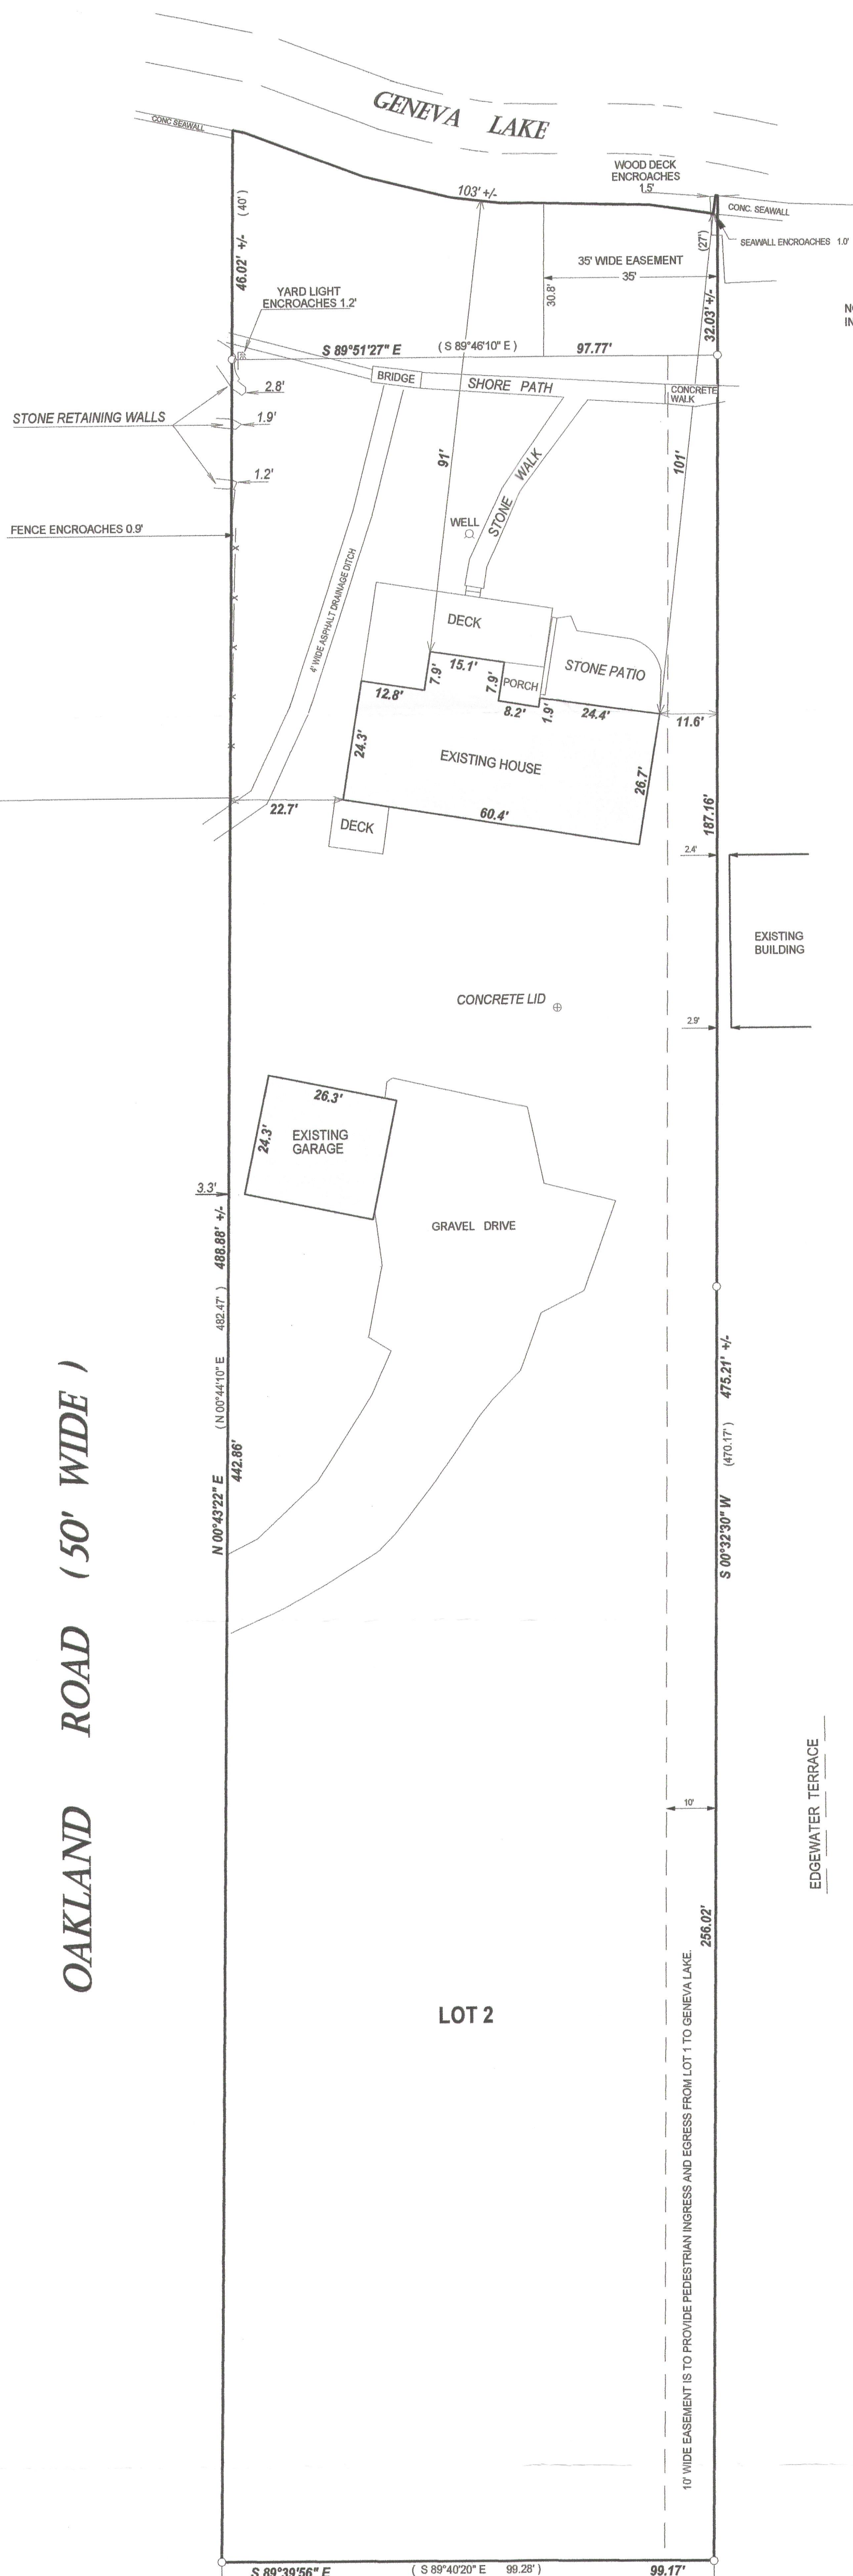 GENEVA LAKE
CONC SEAWALL
WOOD DECK
ENCROACHES
1.5'
103' +/-
CONC. SEAWALL
SEAWALL ENCROACHES 1.0'
46.02' +/- (40')
(27')
35' WIDE EASEMENT
35'
30.8'
32.03' +/-
YARD LIGHT
ENCROACHES 1.2'
S 89°51'27" E ( S 89°46'10" E ) 97.77'
BRIDGE
SHORE PATH
CONCRETE
WALK
2.8'
STONE RETAINING WALLS
1.9'
1.2'
91'
STONE WALK
101'
WELL
FENCE ENCROACHES 0.9'
4' WIDE ASPHALT DRAINAGE DITCH
DECK
15.1'
7.9'
7.9'
PORCH
STONE PATIO
12.8'
8.2'
1.9'
24.4'
11.6'
24.3'
EXISTING HOUSE
26.7'
22.7'
60.4'
187.16'
DECK
2.4'
EXISTING
BUILDING
CONCRETE LID
2.9'
26.3'
24.3'
EXISTING
GARAGE
3.3'
GRAVEL DRIVE
N 00°43'22" E ( N 00°44'10" E 482.47' ) 488.88' +/-
442.86'
S 00°32'30" W (470.17') 475.21' +/-
OAKLAND ROAD ( 50' WIDE )
EDGEWATER TERRACE
10'
256.02'
LOT 2
10' WIDE EASEMENT IS TO PROVIDE PEDESTRIAN INGRESS AND EGRESS FROM LOT 1 TO GENEVA LAKE.
S 89°39'56" E ( S 89°40'20" E 99.28' ) 99.17'